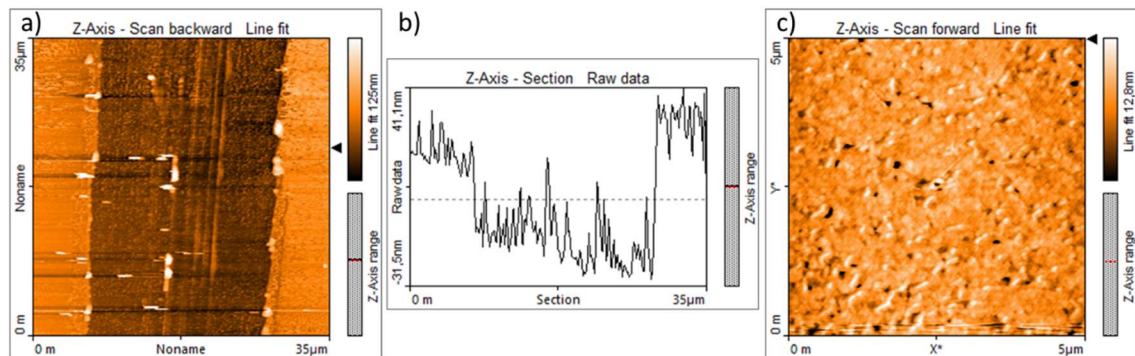 a)
Z-Axis - Scan backward Line fit
35µm
Noname
0 m
0 m
Noname
35µm
Line fit 125nm
Z-Axis range
b)
Z-Axis - Section Raw data
41,1nm
Raw data
-31,5nm
0 m
Section
35µm
Z-Axis range
c)
Z-Axis - Scan forward Line fit
5µm
Y*
0 m
0 m
X*
5µm
Line fit 12,8nm
Z-Axis range